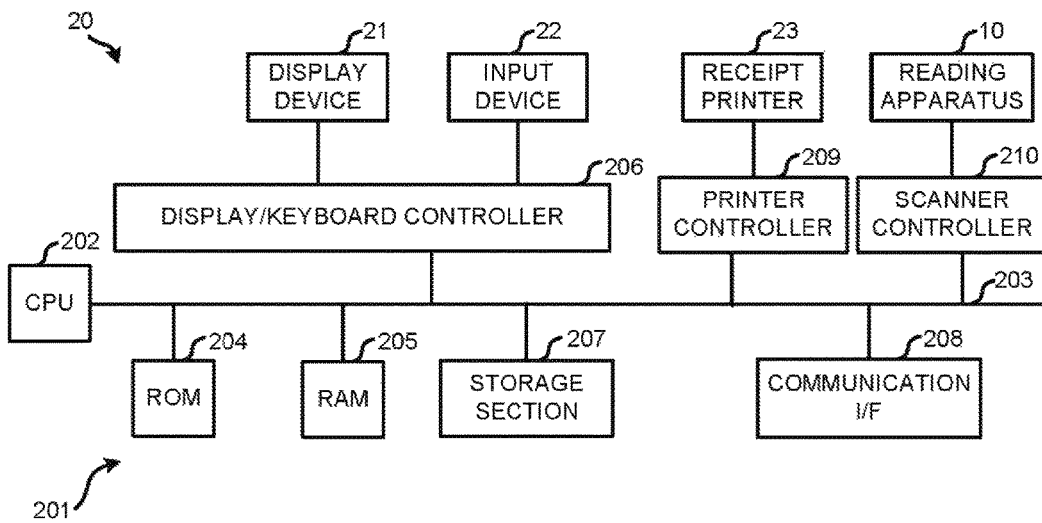 20
21
22
23
10
DISPLAY
DEVICE
INPUT
DEVICE
RECEIPT
PRINTER
READING
APPARATUS
206
209
210
DISPLAY/KEYBOARD CONTROLLER
PRINTER
CONTROLLER
SCANNER
CONTROLLER
202
CPU
203
204
205
207
208
ROM
RAM
STORAGE
SECTION
COMMUNICATION
I/F
201